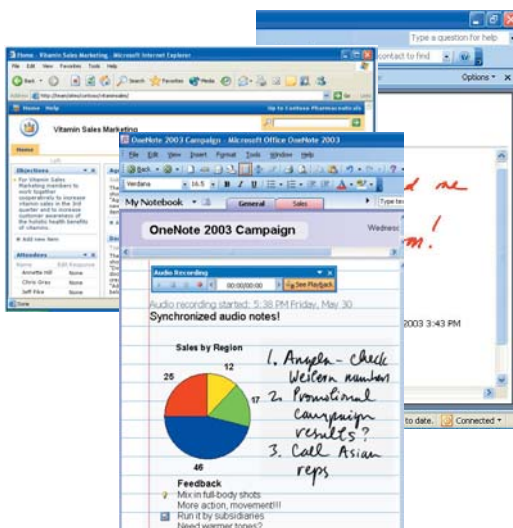 Type a question for help
contact to find
Options
Home - Vitamin Sales Marketing - Microsoft Internet Explorer
File Edit View Favorites Tools Help
Back Search Favorites Media
Home Help Up to Contoso Pharmaceuticals
Vitamin Sales Marketing
Home
Objectives
For Vitamin Sales
Marketing members to
work together
cooperatively to increase
vitamin sales in the 3rd
quarter and to increase
customer awareness of
the holistic health benefits
of vitamins.
Add new item
Attendees
Name Edit Response
Annette Hill None
Chris Gray None
Jeff Price None
Done
me
!
2003 3:43 PM
to date. Connected
OneNote 2003 Campaign - Microsoft Office OneNote 2003
File Edit View Insert Format Tools Window Help
Back
Verdana 16.5 B I U
My Notebook General Sales
OneNote 2003 Campaign
Audio Recording
00:00/00:00 See Playback
Audio recording started: 5:38 PM Friday, May 30
Synchronized audio notes!
Sales by Region
12
25
17
46
1. Angela - check
Western numbers
2. Promotional
campaign
results?
3. Call Asian
reps
Feedback
Mix in full-body shots
More action, movement!!!
Run it by subsidiaries
Need warmer tones?